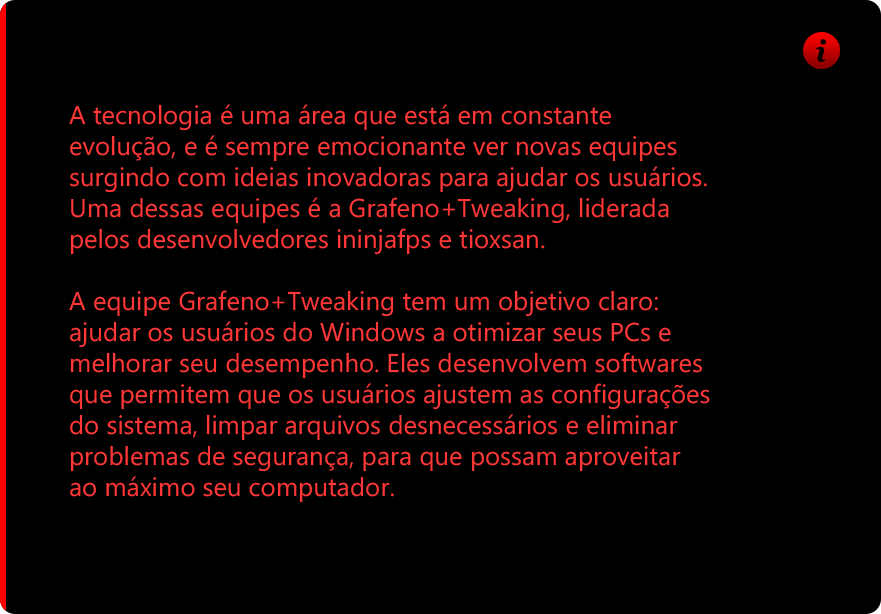 i
A tecnologia é uma área que está em constante
evolução, e é sempre emocionante ver novas equipes
surgindo com ideias inovadoras para ajudar os usuários.
Uma dessas equipes é a Grafeno+Tweaking, liderada
pelos desenvolvedores ininjafps e tioxsan.
A equipe Grafeno+Tweaking tem um objetivo claro:
ajudar os usuários do Windows a otimizar seus PCs e
melhorar seu desempenho. Eles desenvolvem softwares
que permitem que os usuários ajustem as configurações
do sistema, limpar arquivos desnecessários e eliminar
problemas de segurança, para que possam aproveitar
ao máximo seu computador.